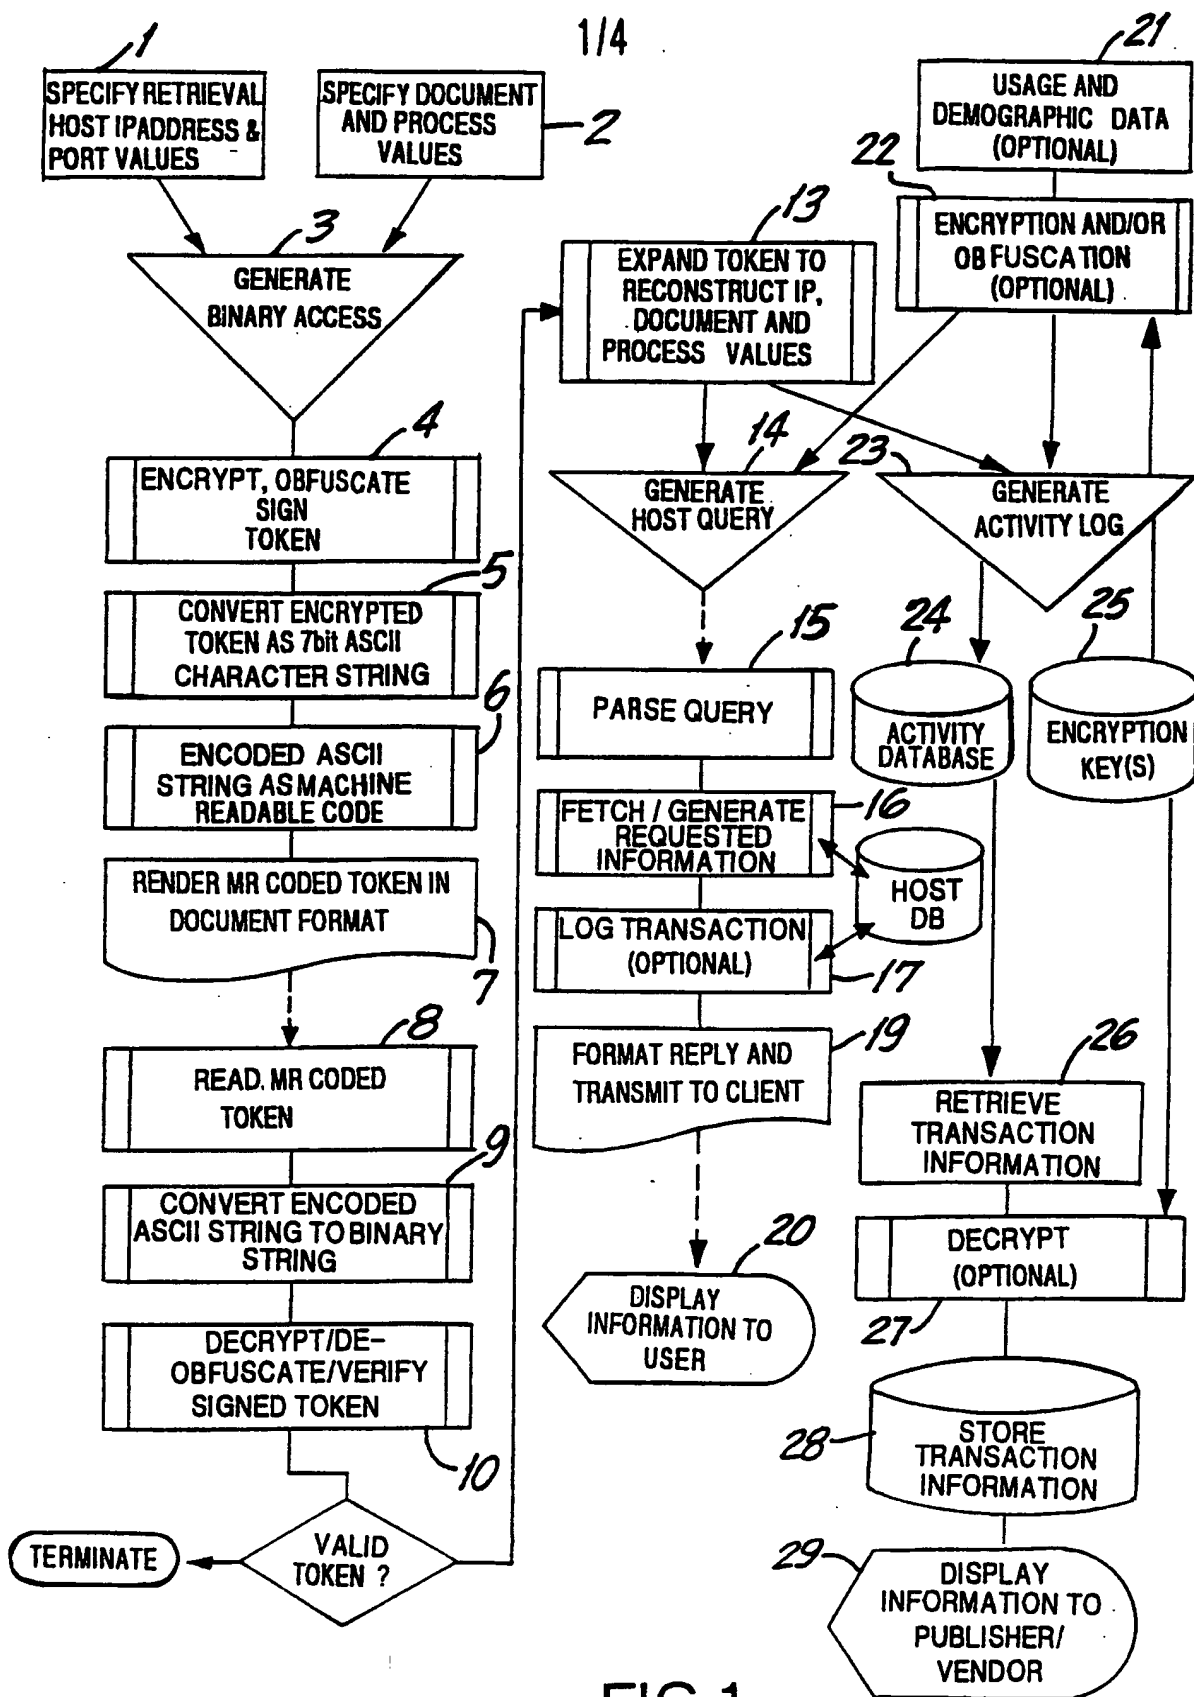 1/4
1
SPECIFY RETRIEVAL
HOST IPADDRESS &
PORT VALUES
SPECIFY DOCUMENT
AND PROCESS
VALUES
2
3
GENERATE
BINARY ACCESS
4
ENCRYPT, OBFUSCATE
SIGN
TOKEN
5
CONVERT ENCRYPTED
TOKEN AS 7bit ASCII
CHARACTER STRING
6
ENCODED ASCII
STRING AS MACHINE
READABLE CODE
RENDER MR CODED TOKEN IN
DOCUMENT FORMAT
7
8
READ. MR CODED
TOKEN
9
CONVERT ENCODED
ASCII STRING TO BINARY
STRING
DECRYPT/DE-
OBFUSCATE/VERIFY
SIGNED TOKEN
10
VALID
TOKEN ?
TERMINATE
13
EXPAND TOKEN TO
RECONSTRUCT IP,
DOCUMENT AND
PROCESS VALUES
14
GENERATE
HOST QUERY
15
PARSE QUERY
16
FETCH / GENERATE
REQUESTED
INFORMATION
HOST
DB
LOG TRANSACTION
(OPTIONAL)
17
19
FORMAT REPLY AND
TRANSMIT TO CLIENT
20
DISPLAY
INFORMATION TO
USER
21
USAGE AND
DEMOGRAPHIC DATA
(OPTIONAL)
22
ENCRYPTION AND/OR
OBFUSCATION
(OPTIONAL)
23
GENERATE
ACTIVITY LOG
24
ACTIVITY
DATABASE
25
ENCRYPTION
KEY(S)
26
RETRIEVE
TRANSACTION
INFORMATION
DECRYPT
(OPTIONAL)
27
28
STORE
TRANSACTION
INFORMATION
29
DISPLAY
INFORMATION TO
PUBLISHER/
VENDOR
FIG.1